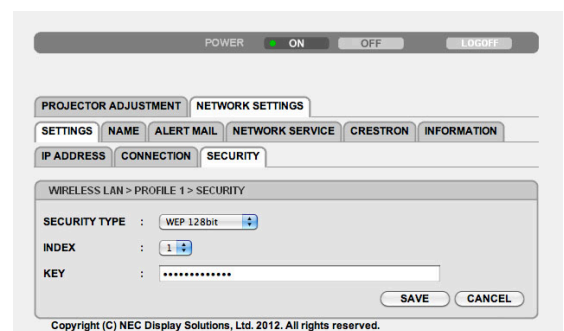 POWER ON OFF LOGOFF
PROJECTOR ADJUSTMENT NETWORK SETTINGS
SETTINGS NAME ALERT MAIL NETWORK SERVICE CRESTRON INFORMATION
IP ADDRESS CONNECTION SECURITY
WIRELESS LAN > PROFILE 1 > SECURITY
SECURITY TYPE : WEP 128bit
INDEX : 1
KEY : •••••••••••••
SAVE CANCEL
Copyright (C) NEC Display Solutions, Ltd. 2012. All rights reserved.